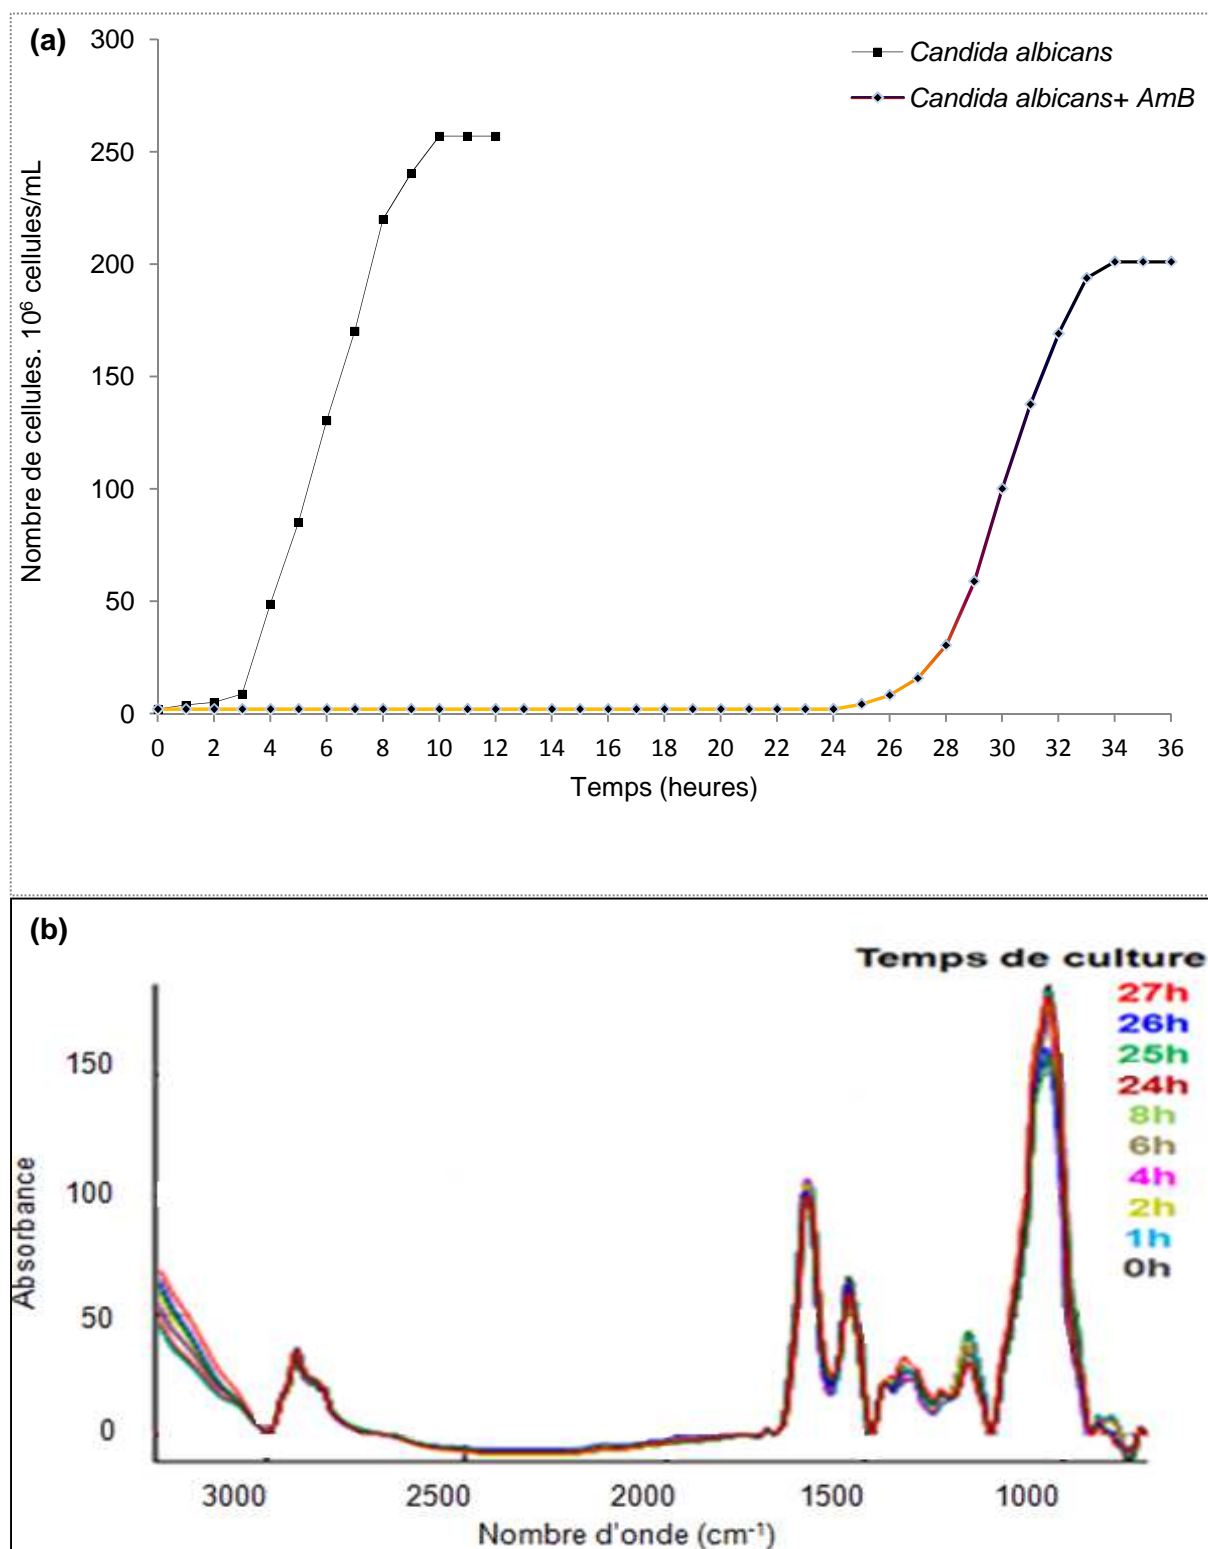 (a)
300
250
200
150
100
50
0
Nombre de cellules. 10⁶ cellules/mL
Candida albicans
Candida albicans+ AmB
0 2 4 6 8 10 12 14 16 18 20 22 24 26 28 30 32 34 36
Temps (heures)
(b)
Temps de culture
27h
26h
25h
24h
8h
6h
4h
2h
1h
0h
150
100
50
0
Absorbance
3000 2500 2000 1500 1000
Nombre d'onde (cm⁻¹)